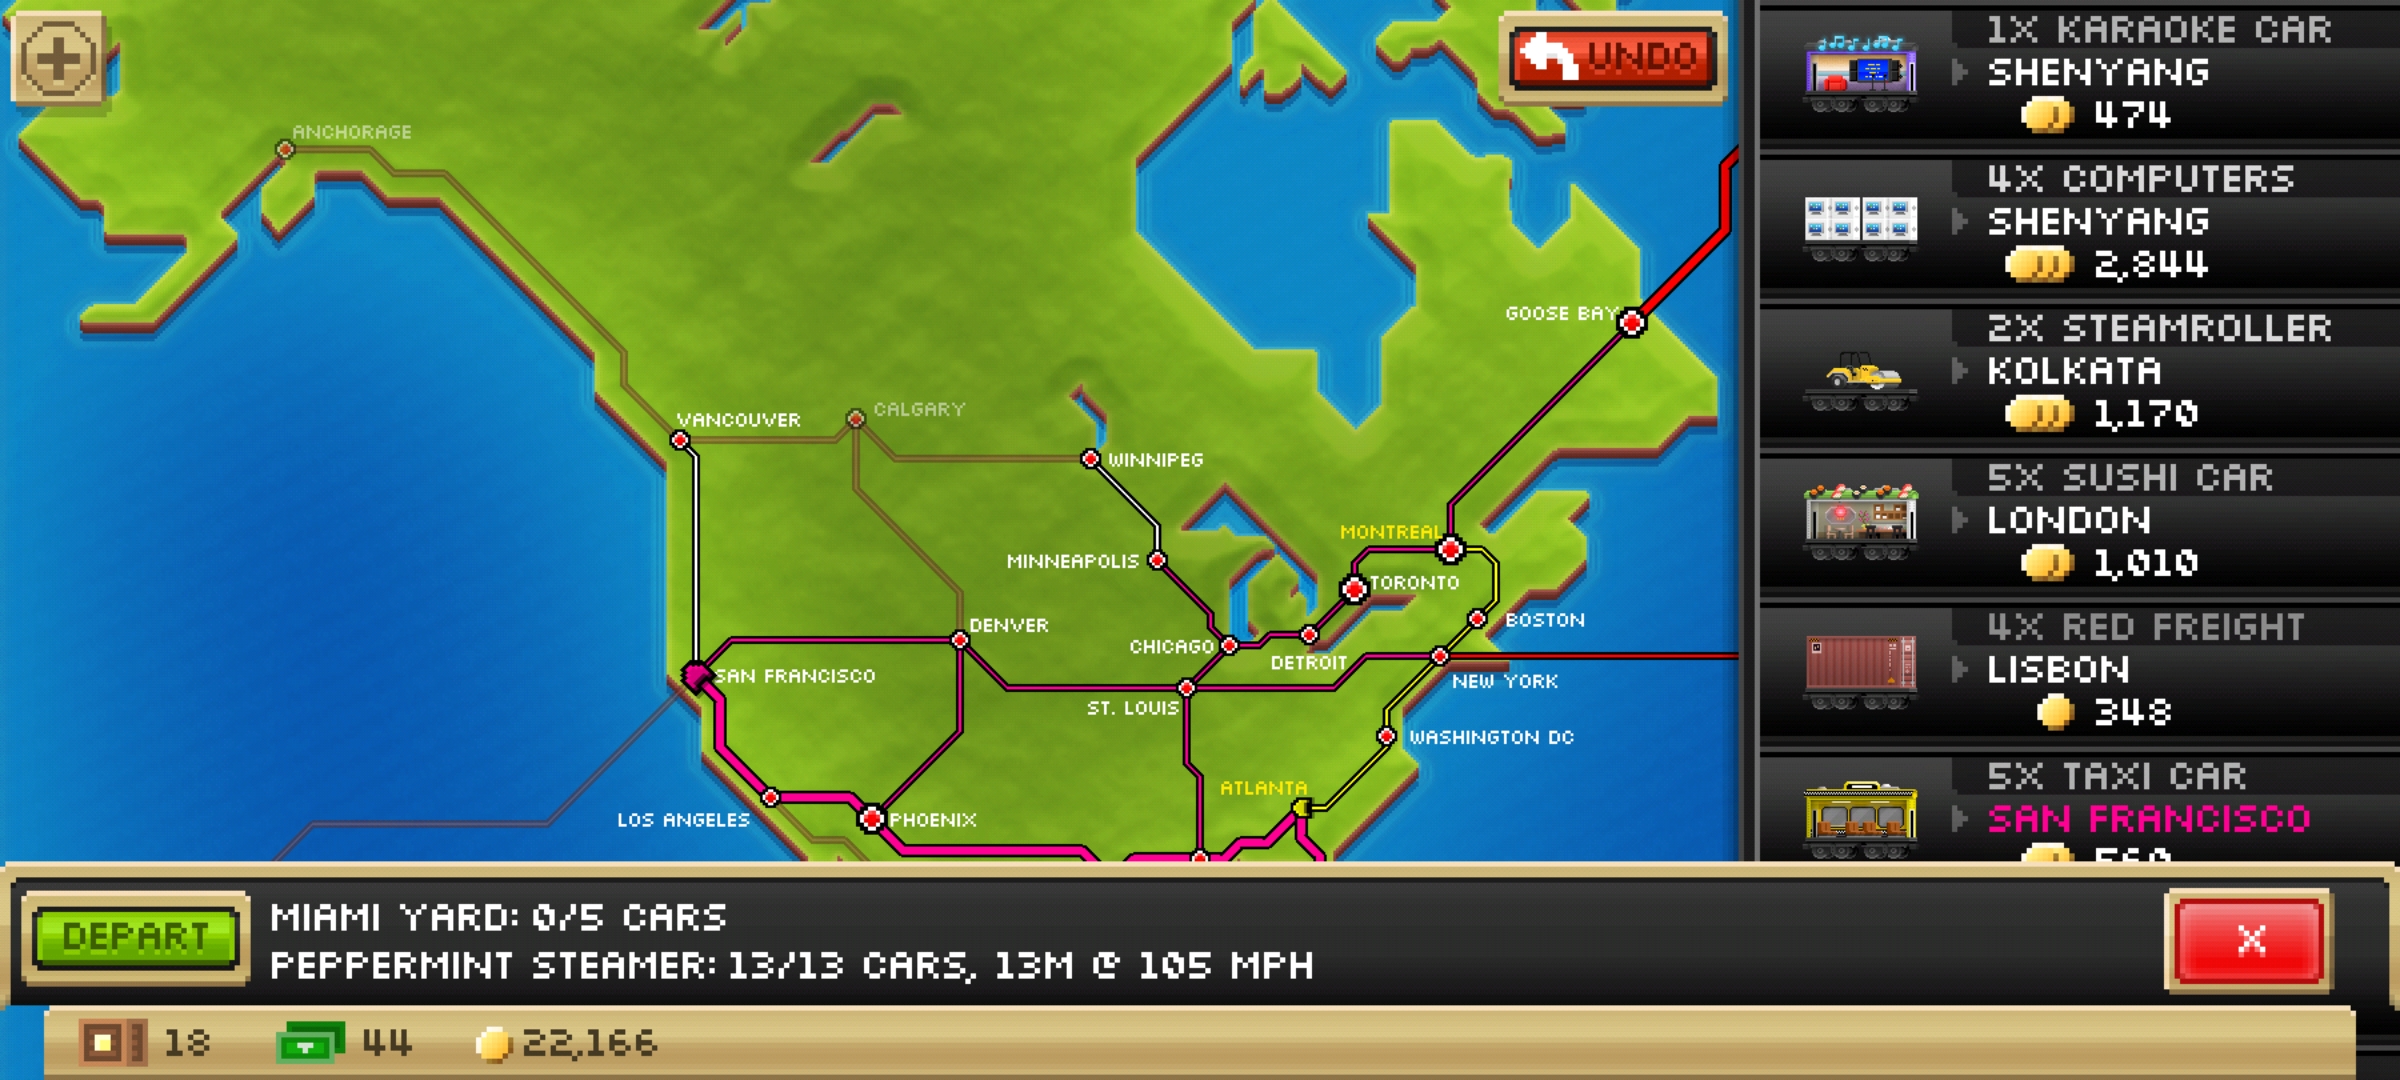 UNDO
ANCHORAGE
GOOSE BAY
VANCOUVER
CALGARY
WINNIPEG
MONTREAL
MINNEAPOLIS
TORONTO
DENVER
BOSTON
CHICAGO
DETROIT
SAN FRANCISCO
NEW YORK
ST. LOUIS
WASHINGTON DC
ATLANTA
LOS ANGELES
PHOENIX
1X KARAOKE CAR
SHENYANG
474
4X COMPUTERS
SHENYANG
2,844
2X STEAMROLLER
KOLKATA
1,170
5X SUSHI CAR
LONDON
1,010
4X RED FREIGHT
LISBON
348
5X TAXI CAR
SAN FRANCISCO
560
DEPART
MIAMI YARD: 0/5 CARS
PEPPERMINT STEAMER: 13/13 CARS, 13M @ 105 MPH
X
18
44
22,166